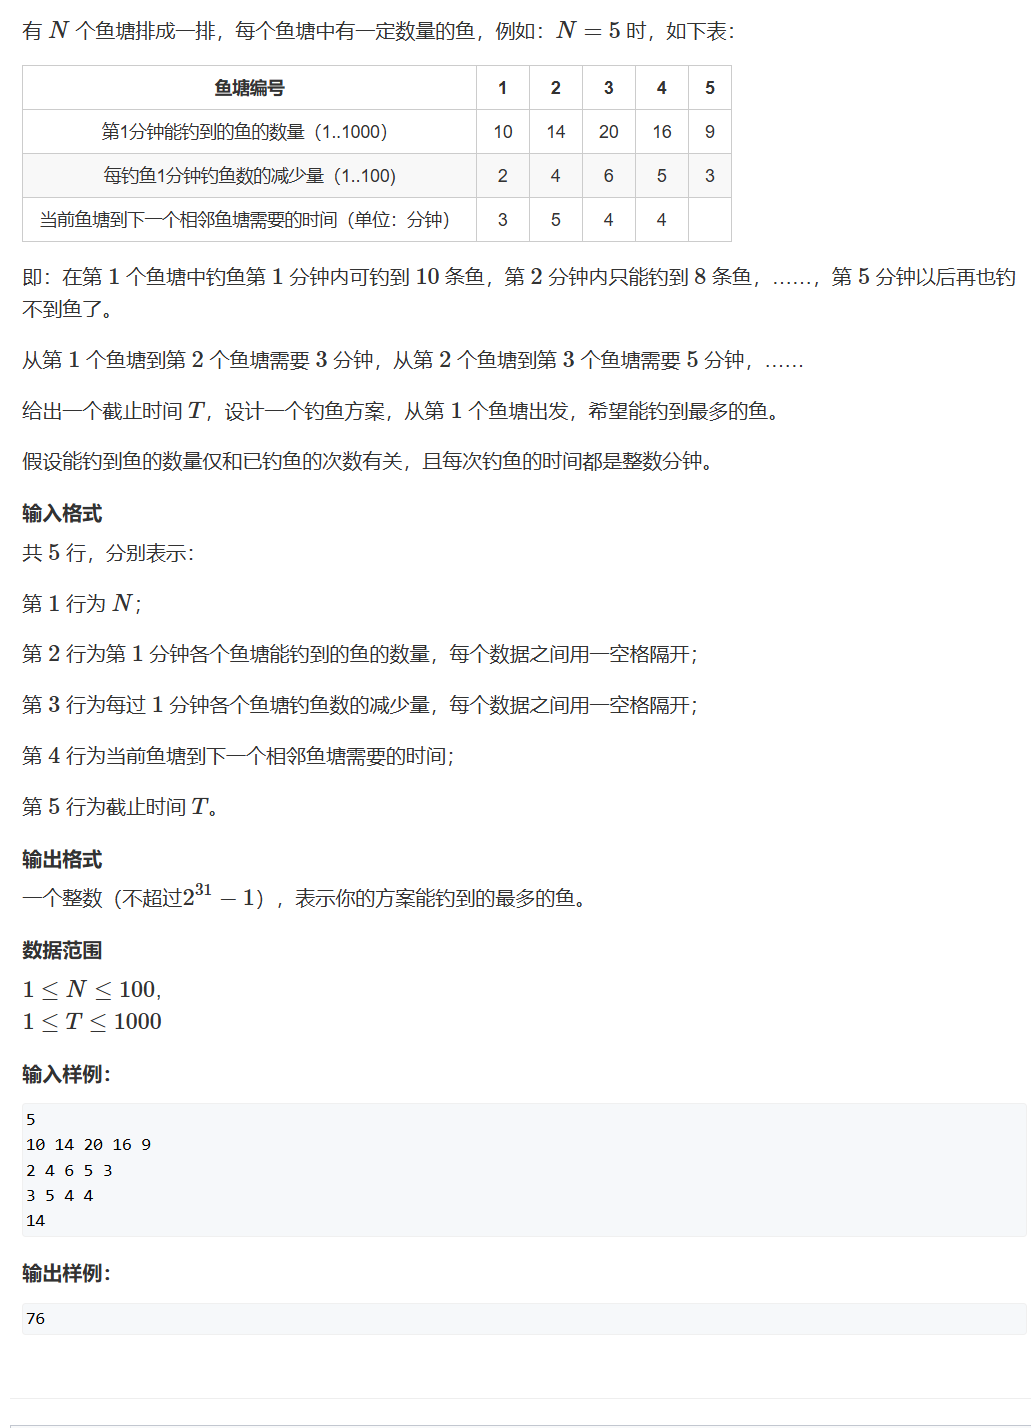 有 N 个鱼塘排成一排，每个鱼塘中有一定数量的鱼，例如：N = 5 时，如下表：
鱼塘编号 1 2 3 4 5
第1分钟能钓到的鱼的数量（1..1000） 10 14 20 16 9
每钓鱼1分钟钓鱼数的减少量（1..100） 2 4 6 5 3
当前鱼塘到下一个相邻鱼塘需要的时间（单位：分钟） 3 5 4 4
即：在第 1 个鱼塘中钓鱼第 1 分钟内可钓到 10 条鱼，第 2 分钟内只能钓到 8 条鱼，……，第 5 分钟以后再也钓
不到鱼了。
从第 1 个鱼塘到第 2 个鱼塘需要 3 分钟，从第 2 个鱼塘到第 3 个鱼塘需要 5 分钟，……
给出一个截止时间 T，设计一个钓鱼方案，从第 1 个鱼塘出发，希望能钓到最多的鱼。
假设能钓到鱼的数量仅和已钓鱼的次数有关，且每次钓鱼的时间都是整数分钟。
输入格式
共 5 行，分别表示：
第 1 行为 N；
第 2 行为第 1 分钟各个鱼塘能钓到的鱼的数量，每个数据之间用一空格隔开；
第 3 行为每过 1 分钟各个鱼塘钓鱼数的减少量，每个数据之间用一空格隔开；
第 4 行为当前鱼塘到下一个相邻鱼塘需要的时间；
第 5 行为截止时间 T。
输出格式
一个整数（不超过2^31 − 1），表示你的方案能钓到的最多的鱼。
数据范围
1 ≤ N ≤ 100,
1 ≤ T ≤ 1000
输入样例：
5
10 14 20 16 9
2 4 6 5 3
3 5 4 4
14
输出样例：
76